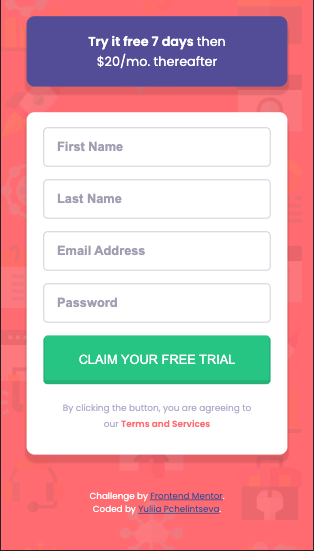 Try it free 7 days then
$20/mo. thereafter
First Name
Last Name
Email Address
Password
CLAIM YOUR FREE TRIAL
By clicking the button, you are agreeing to
our Terms and Services
Challenge by Frontend Mentor.
Coded by Yuliia Pchelintseva.